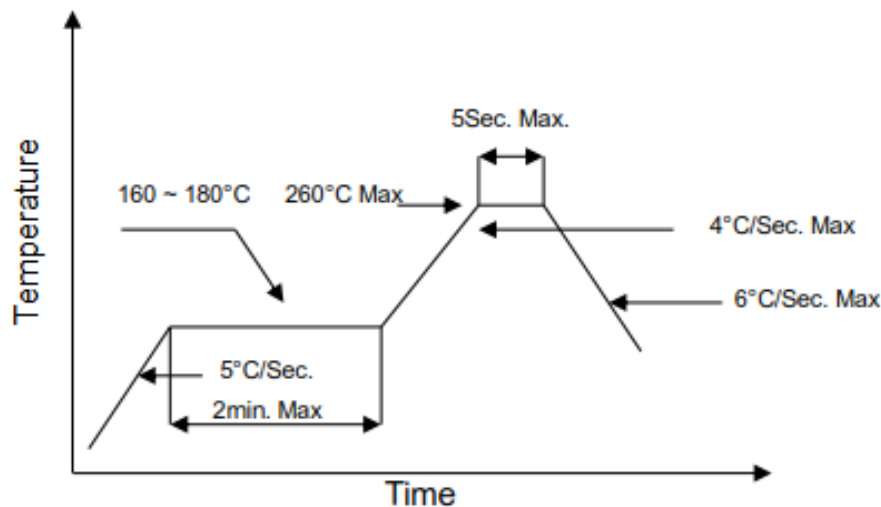 5Sec. Max.
160 ~ 180°C
260°C Max
4°C/Sec. Max
6°C/Sec. Max
5°C/Sec.
2min. Max
Temperature
Time